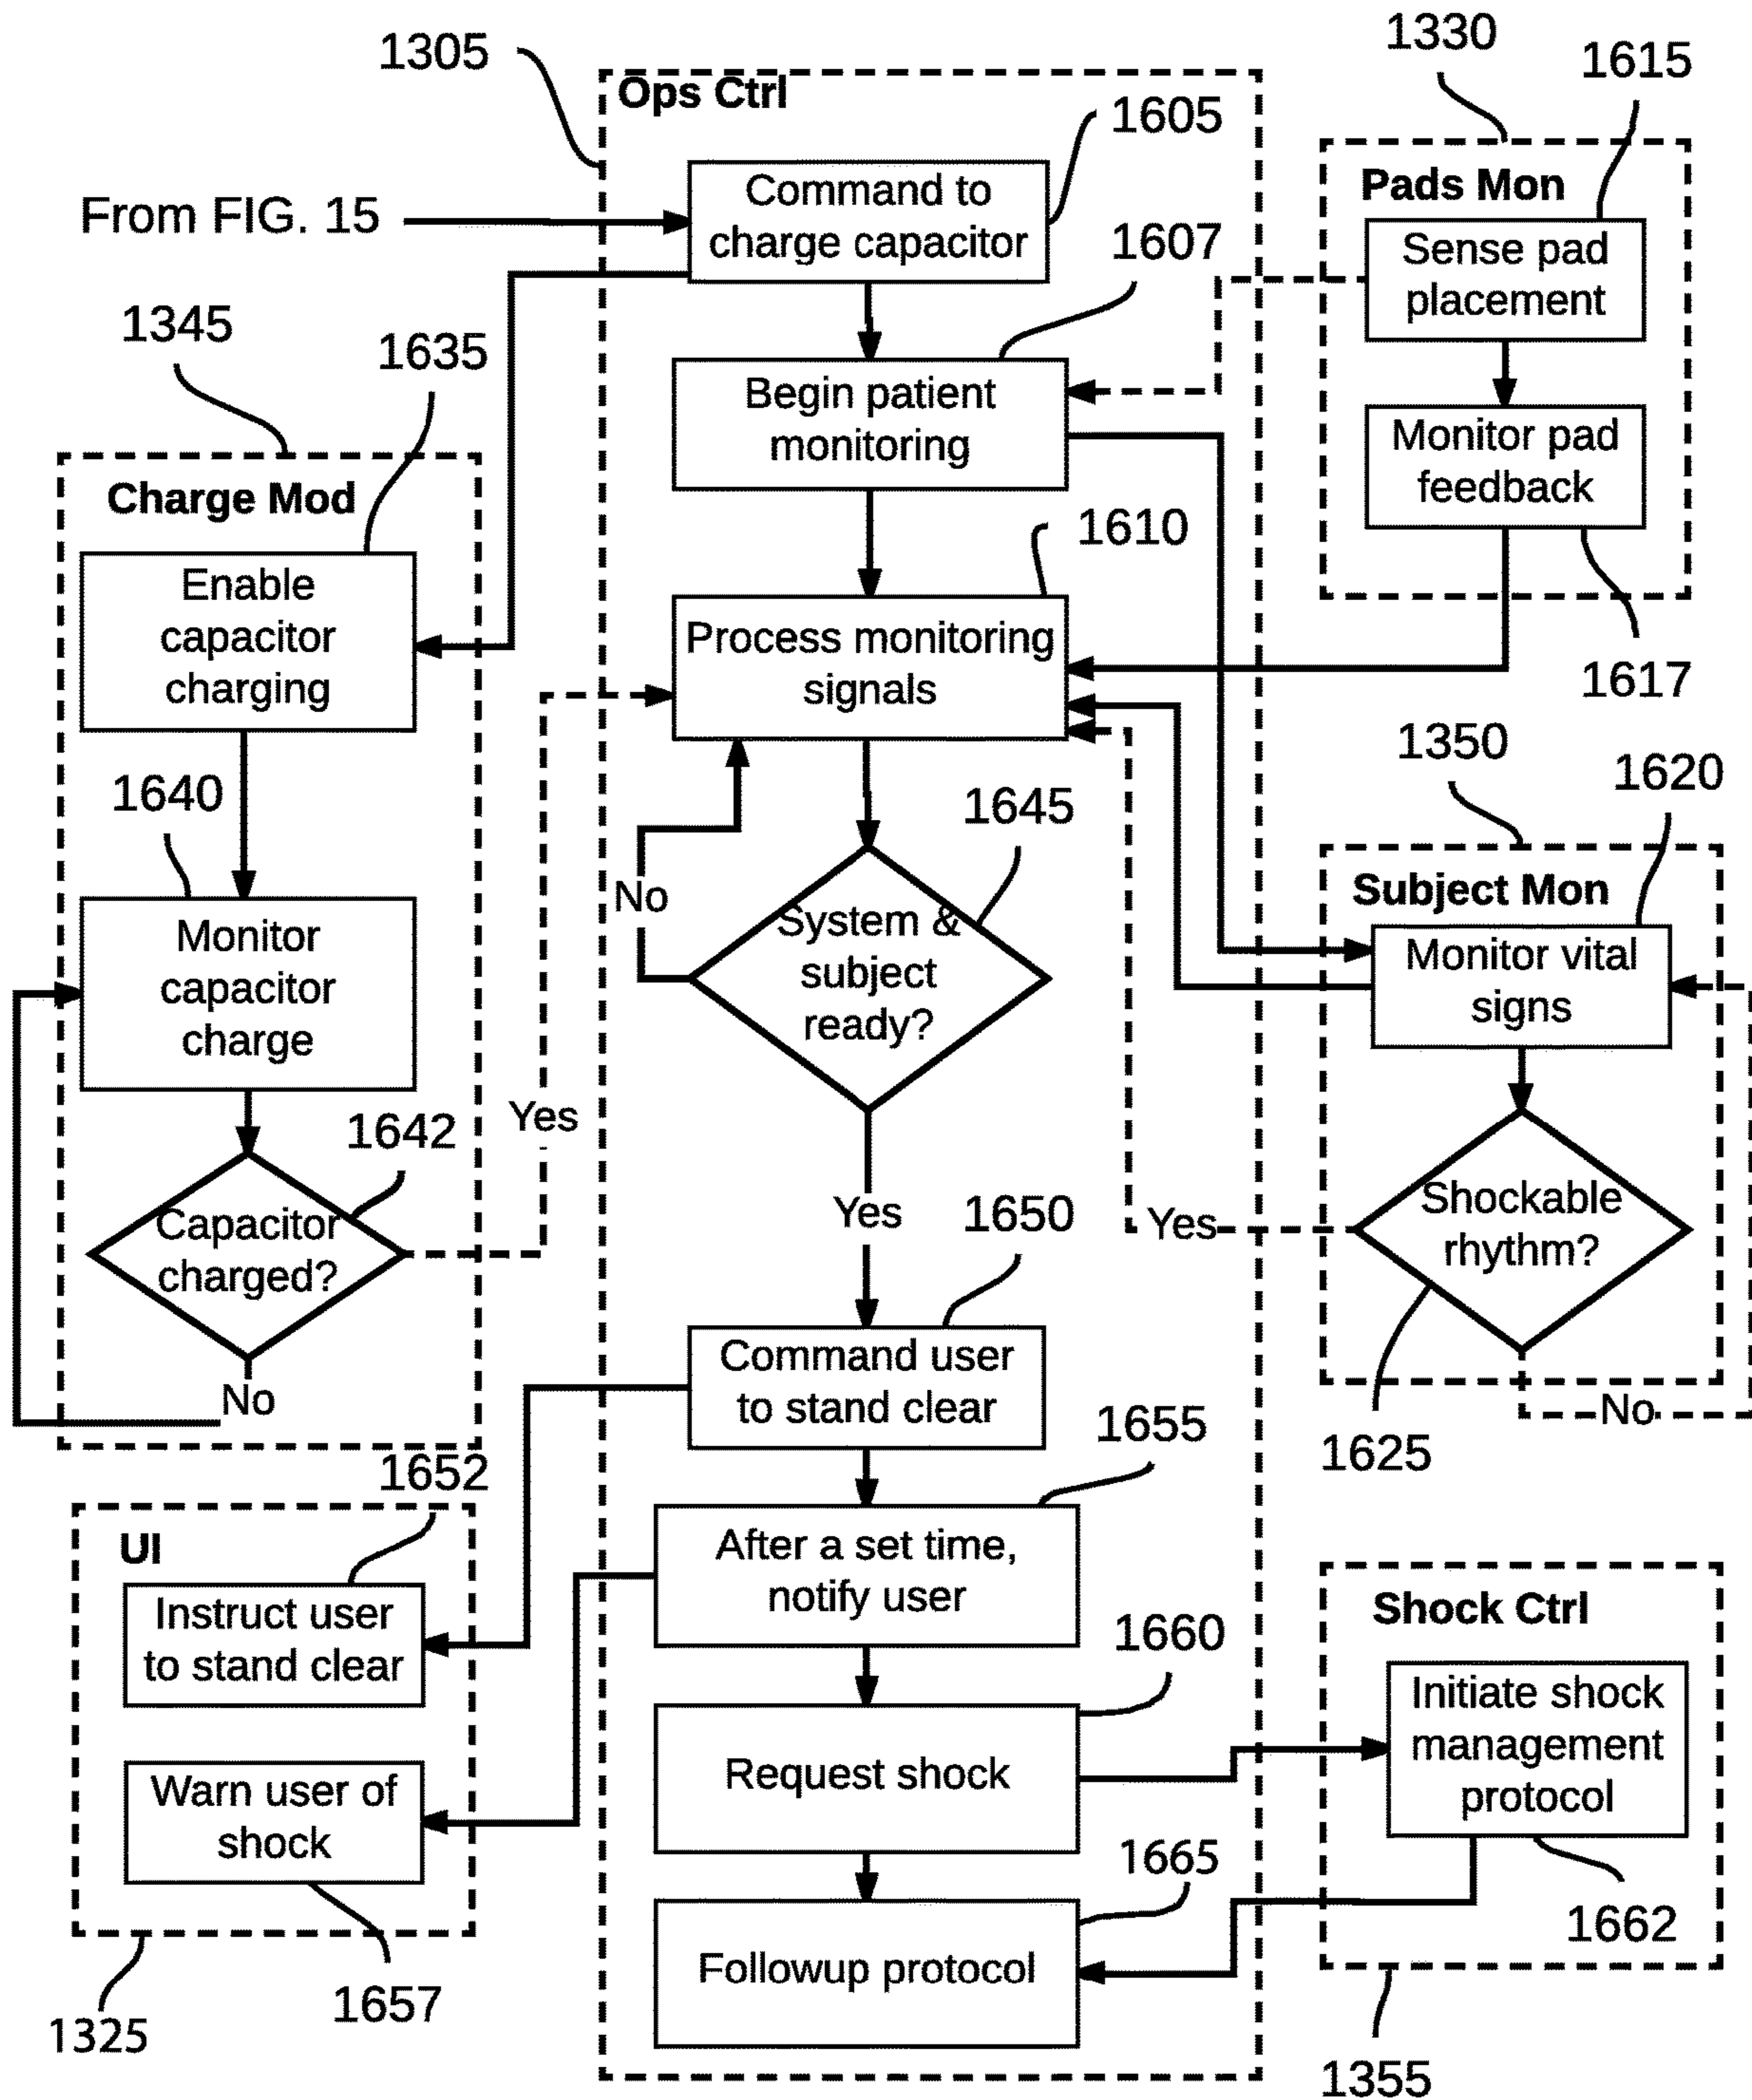 1305
Ops Ctrl
1605
1330
1615
From FIG. 15
Command to
charge capacitor
1607
Pads Mon
Sense pad
placement
1345
1635
Begin patient
monitoring
Monitor pad
feedback
1617
Charge Mod
Enable
capacitor
charging
1610
Process monitoring
signals
1350
1620
1640
Monitor
capacitor
charge
No
1645
System &
subject
ready?
Subject Mon
Monitor vital
signs
Yes
1642
Capacitor
charged?
No
Yes
1650
Yes
Shockable
rhythm?
No
1625
Command user
to stand clear
1655
1652
UI
Instruct user
to stand clear
After a set time,
notify user
1660
Shock Ctrl
Initiate shock
management
protocol
Warn user of
shock
Request shock
1665
1662
1657
1325
Followup protocol
1355